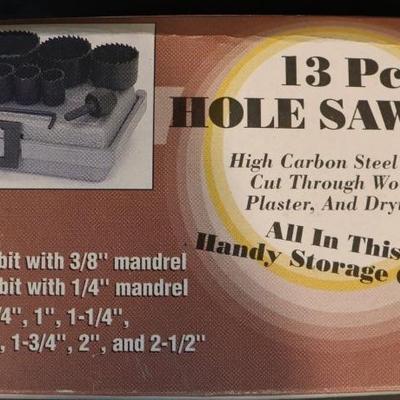 13 Pc
HOLE SAW
High Carbon Steel
Cut Through Wo
Plaster, And Dry
All In This
Handy Storage C
bit with 3/8" mandrel
bit with 1/4" mandrel
/4", 1", 1-1/4",
, 1-3/4", 2", and 2-1/2"